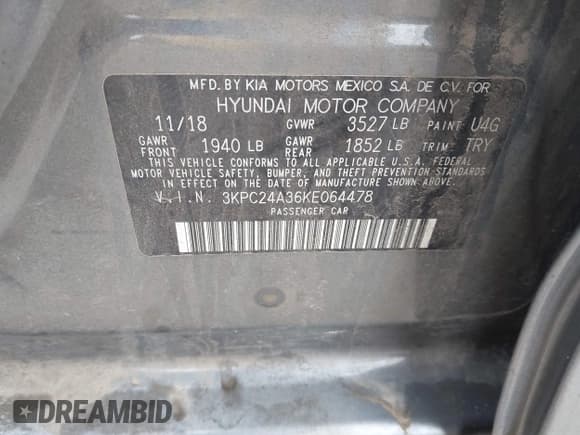 MFD. BY KIA MOTORS MEXICO S.A. DE C.V. FOR
HYUNDAI MOTOR COMPANY
11/18 GVWR 3527 LB PAINT U4G
GAWR FRONT 1940 LB GAWR REAR 1852 LB TRIM TRY
THIS VEHICLE CONFORMS TO ALL APPLICABLE U.S.A. FEDERAL
MOTOR VEHICLE SAFETY, BUMPER, AND THEFT PREVENTION STANDARDS
IN EFFECT ON THE DATE OF MANUFACTURE SHOWN ABOVE.
V.I.N. 3KPC24A36KE064478
PASSENGER CAR
DREAMBID